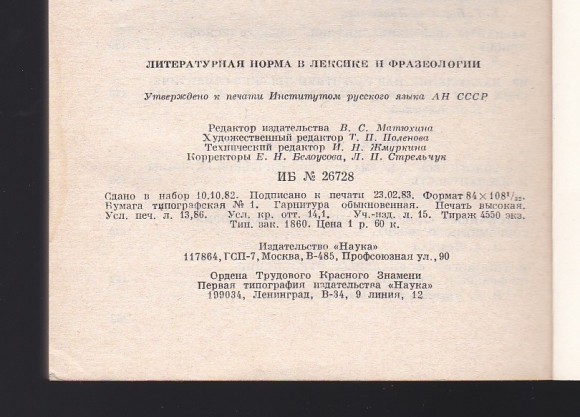 ЛИТЕРАТУРНАЯ НОРМА В ЛЕКСИКЕ И ФРАЗЕОЛОГИИ
Утверждено к печати Институтом русского языка АН СССР
Редактор издательства В. С. Матюхина
Художественный редактор Т. П. Поленова
Технический редактор И. Н. Жмуркина
Корректоры Е. Н. Белоусова, Л. П. Стрельчук
ИБ № 26728
Сдано в набор 10.10.82. Подписано к печати 23.02.83. Формат 84×108¹/₃₂.
Бумага типографская № 1. Гарнитура обыкновенная. Печать высокая.
Усл. печ. л. 13,86. Усл. кр. отт. 14,1. Уч.-изд. л. 15. Тираж 4550 экз.
Тип. зак. 1860. Цена 1 р. 60 к.
Издательство «Наука»
117864, ГСП-7, Москва, В-485, Профсоюзная ул., 90
Ордена Трудового Красного Знамени
Первая типография издательства «Наука»
199034, Ленинград, В-34, 9 линия, 12